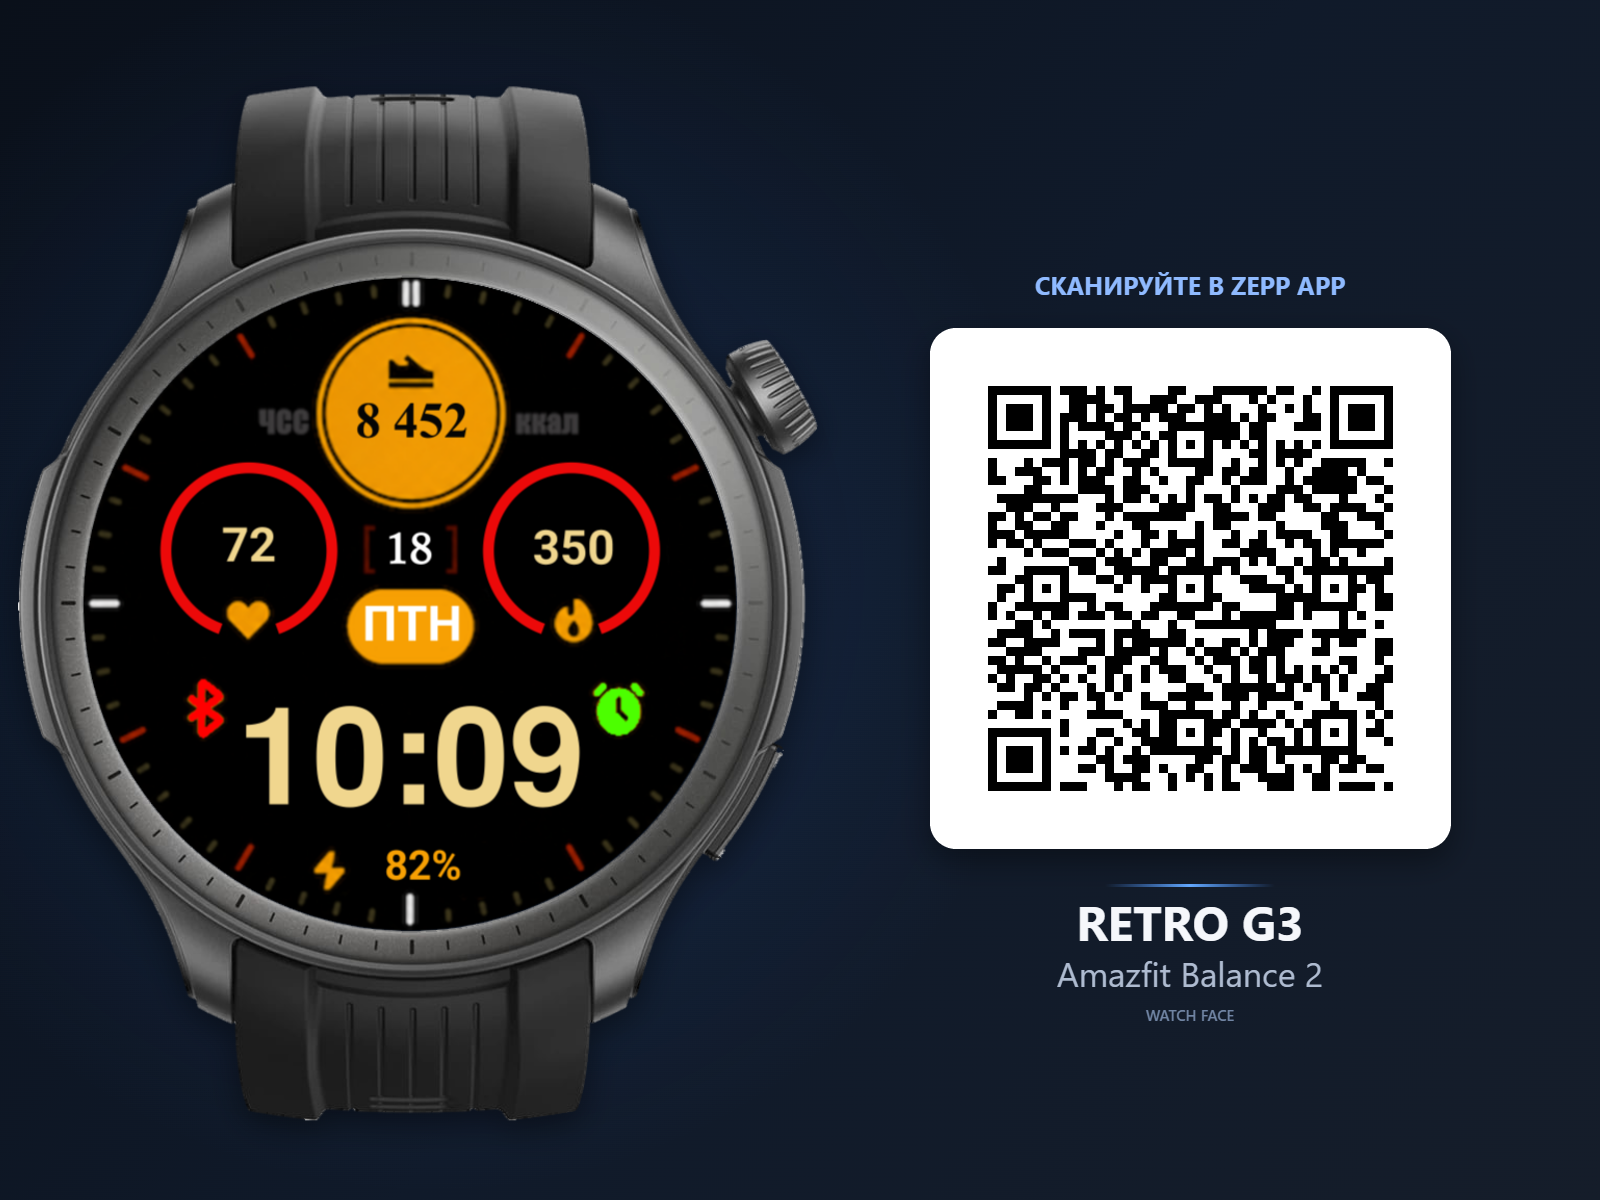 ЧСС
8 452
ккал
72
[ 18 ]
350
ПТН
10:09
82%
СКАНИРУЙТЕ В ZEPP APP
RETRO G3
Amazfit Balance 2
WATCH FACE